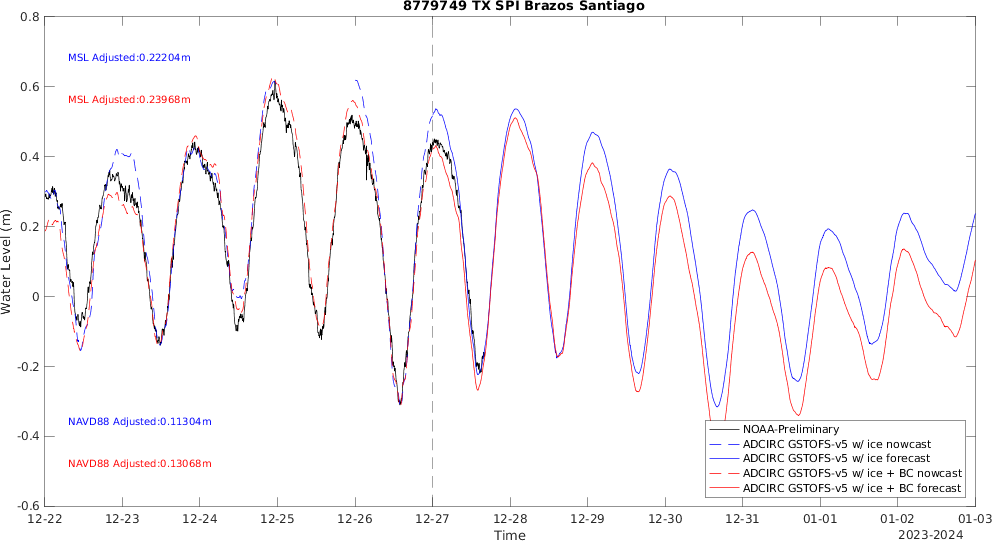 8779749 TX SPI Brazos Santiago
0.8
0.6
0.4
0.2
0
-0.2
-0.4
-0.6
Water Level (m)
MSL Adjusted:0.22204m
MSL Adjusted:0.23968m
NAVD88 Adjusted:0.11304m
NAVD88 Adjusted:0.13068m
NOAA-Preliminary
ADCIRC GSTOFS-v5 w/ ice nowcast
ADCIRC GSTOFS-v5 w/ ice forecast
ADCIRC GSTOFS-v5 w/ ice + BC nowcast
ADCIRC GSTOFS-v5 w/ ice + BC forecast
12-22 12-23 12-24 12-25 12-26 12-27 12-28 12-29 12-30 12-31 01-01 01-02 01-03
Time
2023-2024